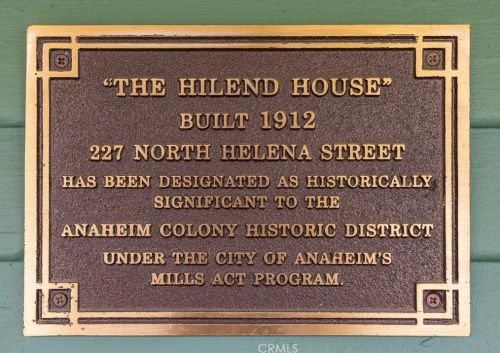 "THE HILEND HOUSE"
BUILT 1912
227 NORTH HELENA STREET
HAS BEEN DESIGNATED AS HISTORICALLY
SIGNIFICANT TO THE
ANAHEIM COLONY HISTORIC DISTRICT
UNDER THE CITY OF ANAHEIM'S
MILLS ACT PROGRAM.
CRMLS